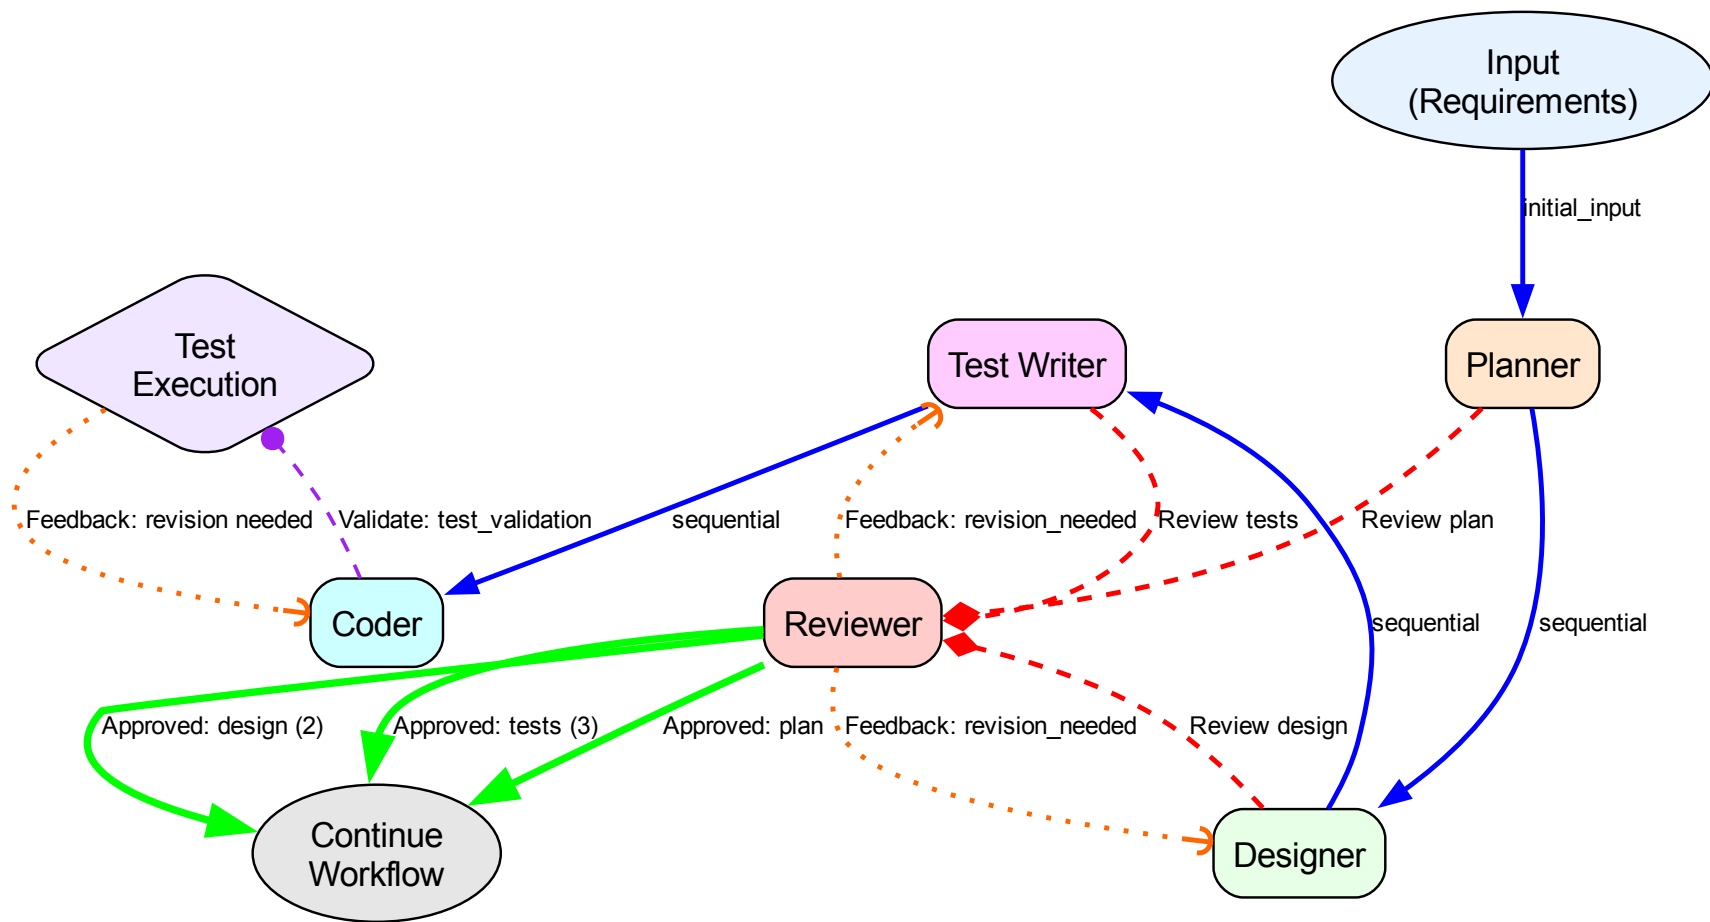 Input
(Requirements)
initial_input
Test
Execution
Test Writer
Planner
Feedback: revision needed
Validate: test_validation
sequential
Feedback: revision_needed
Review tests
Review plan
Coder
Reviewer
sequential
sequential
Approved: design (2)
Approved: tests (3)
Approved: plan
Feedback: revision_needed
Review design
Continue
Workflow
Designer